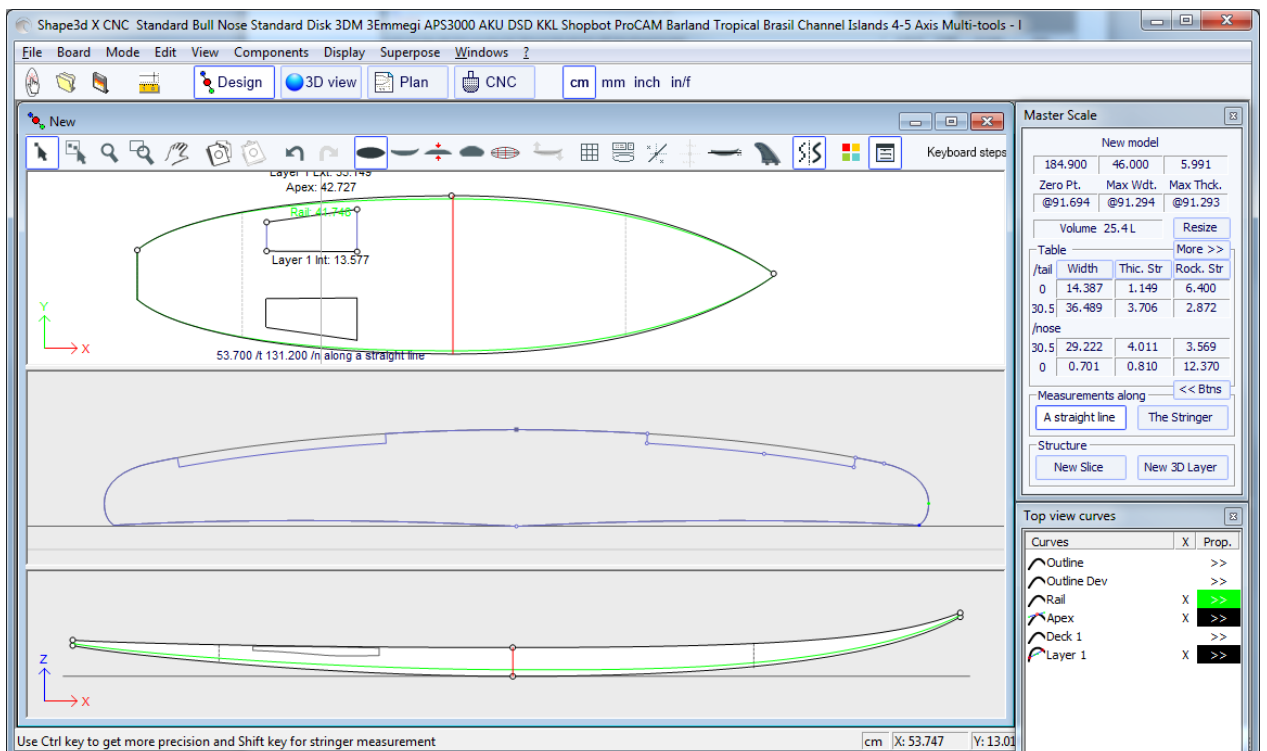 Shape3d X CNC Standard Bull Nose Standard Disk 3DM 3Emmegi APS3000 AKU DSD KKL Shopbot ProCAM Barland Tropical Brasil Channel Islands 4-5 Axis Multi-tools - I
File Board Mode Edit View Components Display Superpose Windows ?
Design 3D view Plan CNC cm mm inch in/f
New
Keyboard steps
Layer 1 Ext: 53.149
Apex: 42.727
Rail: 41.748
Layer 1 Int: 13.577
Y
X
53.700 /t 131.200 /n along a straight line
Z
X
Master Scale
New model
184.900 46.000 5.991
Zero Pt. Max Wdt. Max Thck.
@91.694 @91.294 @91.293
Volume 25.4 L Resize
Table More >>
/tail Width Thic. Str Rock. Str
0 14.387 1.149 6.400
30.5 36.489 3.706 2.872
/nose
30.5 29.222 4.011 3.569
0 0.701 0.810 12.370
<< Btns
Measurements along
A straight line The Stringer
Structure
New Slice New 3D Layer
Top view curves
Curves X Prop.
Outline >>
Outline Dev >>
Rail X >>
Apex X >>
Deck 1 >>
Layer 1 X >>
Use Ctrl key to get more precision and Shift key for stringer measurement cm X: 53.747 Y: 13.01